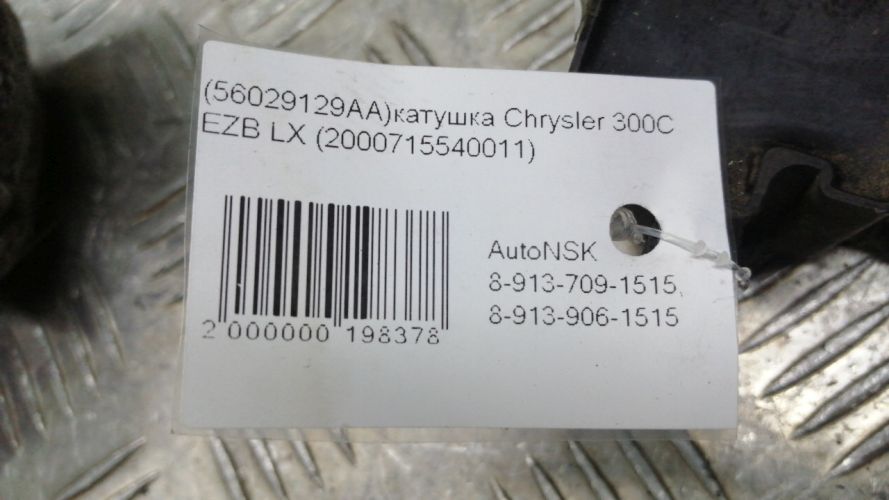 (56029129AA)катушка Chrysler 300C
EZB LX (2000715540011)
AutoNSK
8-913-709-1515,
8-913-906-1515
2 000000 198378